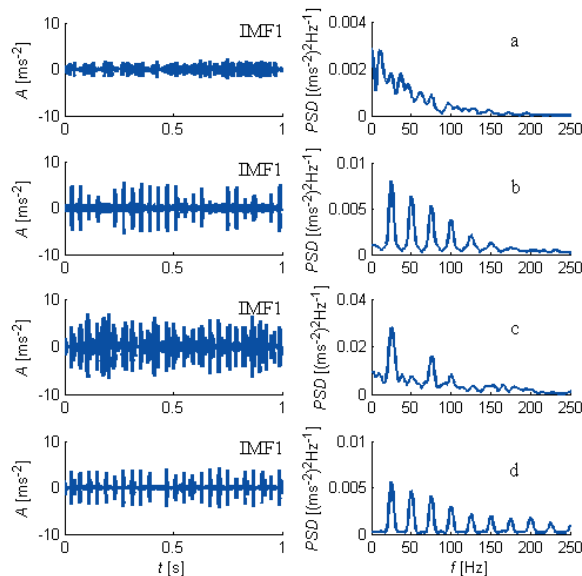 10 IMF1
A [ms-2] 0
-10
0 0.5 1
0.004 a
PSD [(ms-2)2Hz-1] 0.002
0
0 50 100 150 200 250
10 IMF1
A [ms-2] 0
-10
0 0.5 1
0.01 b
PSD [(ms-2)2Hz-1] 0.005
0
0 50 100 150 200 250
10 IMF1
A [ms-2] 0
-10
0 0.5 1
0.04 c
PSD [(ms-2)2Hz-1] 0.02
0
0 50 100 150 200 250
10 IMF1
A [ms-2] 0
-10
0 0.5 1
t [s]
0.01 d
PSD [(ms-2)2Hz-1] 0.005
0
0 50 100 150 200 250
f [Hz]